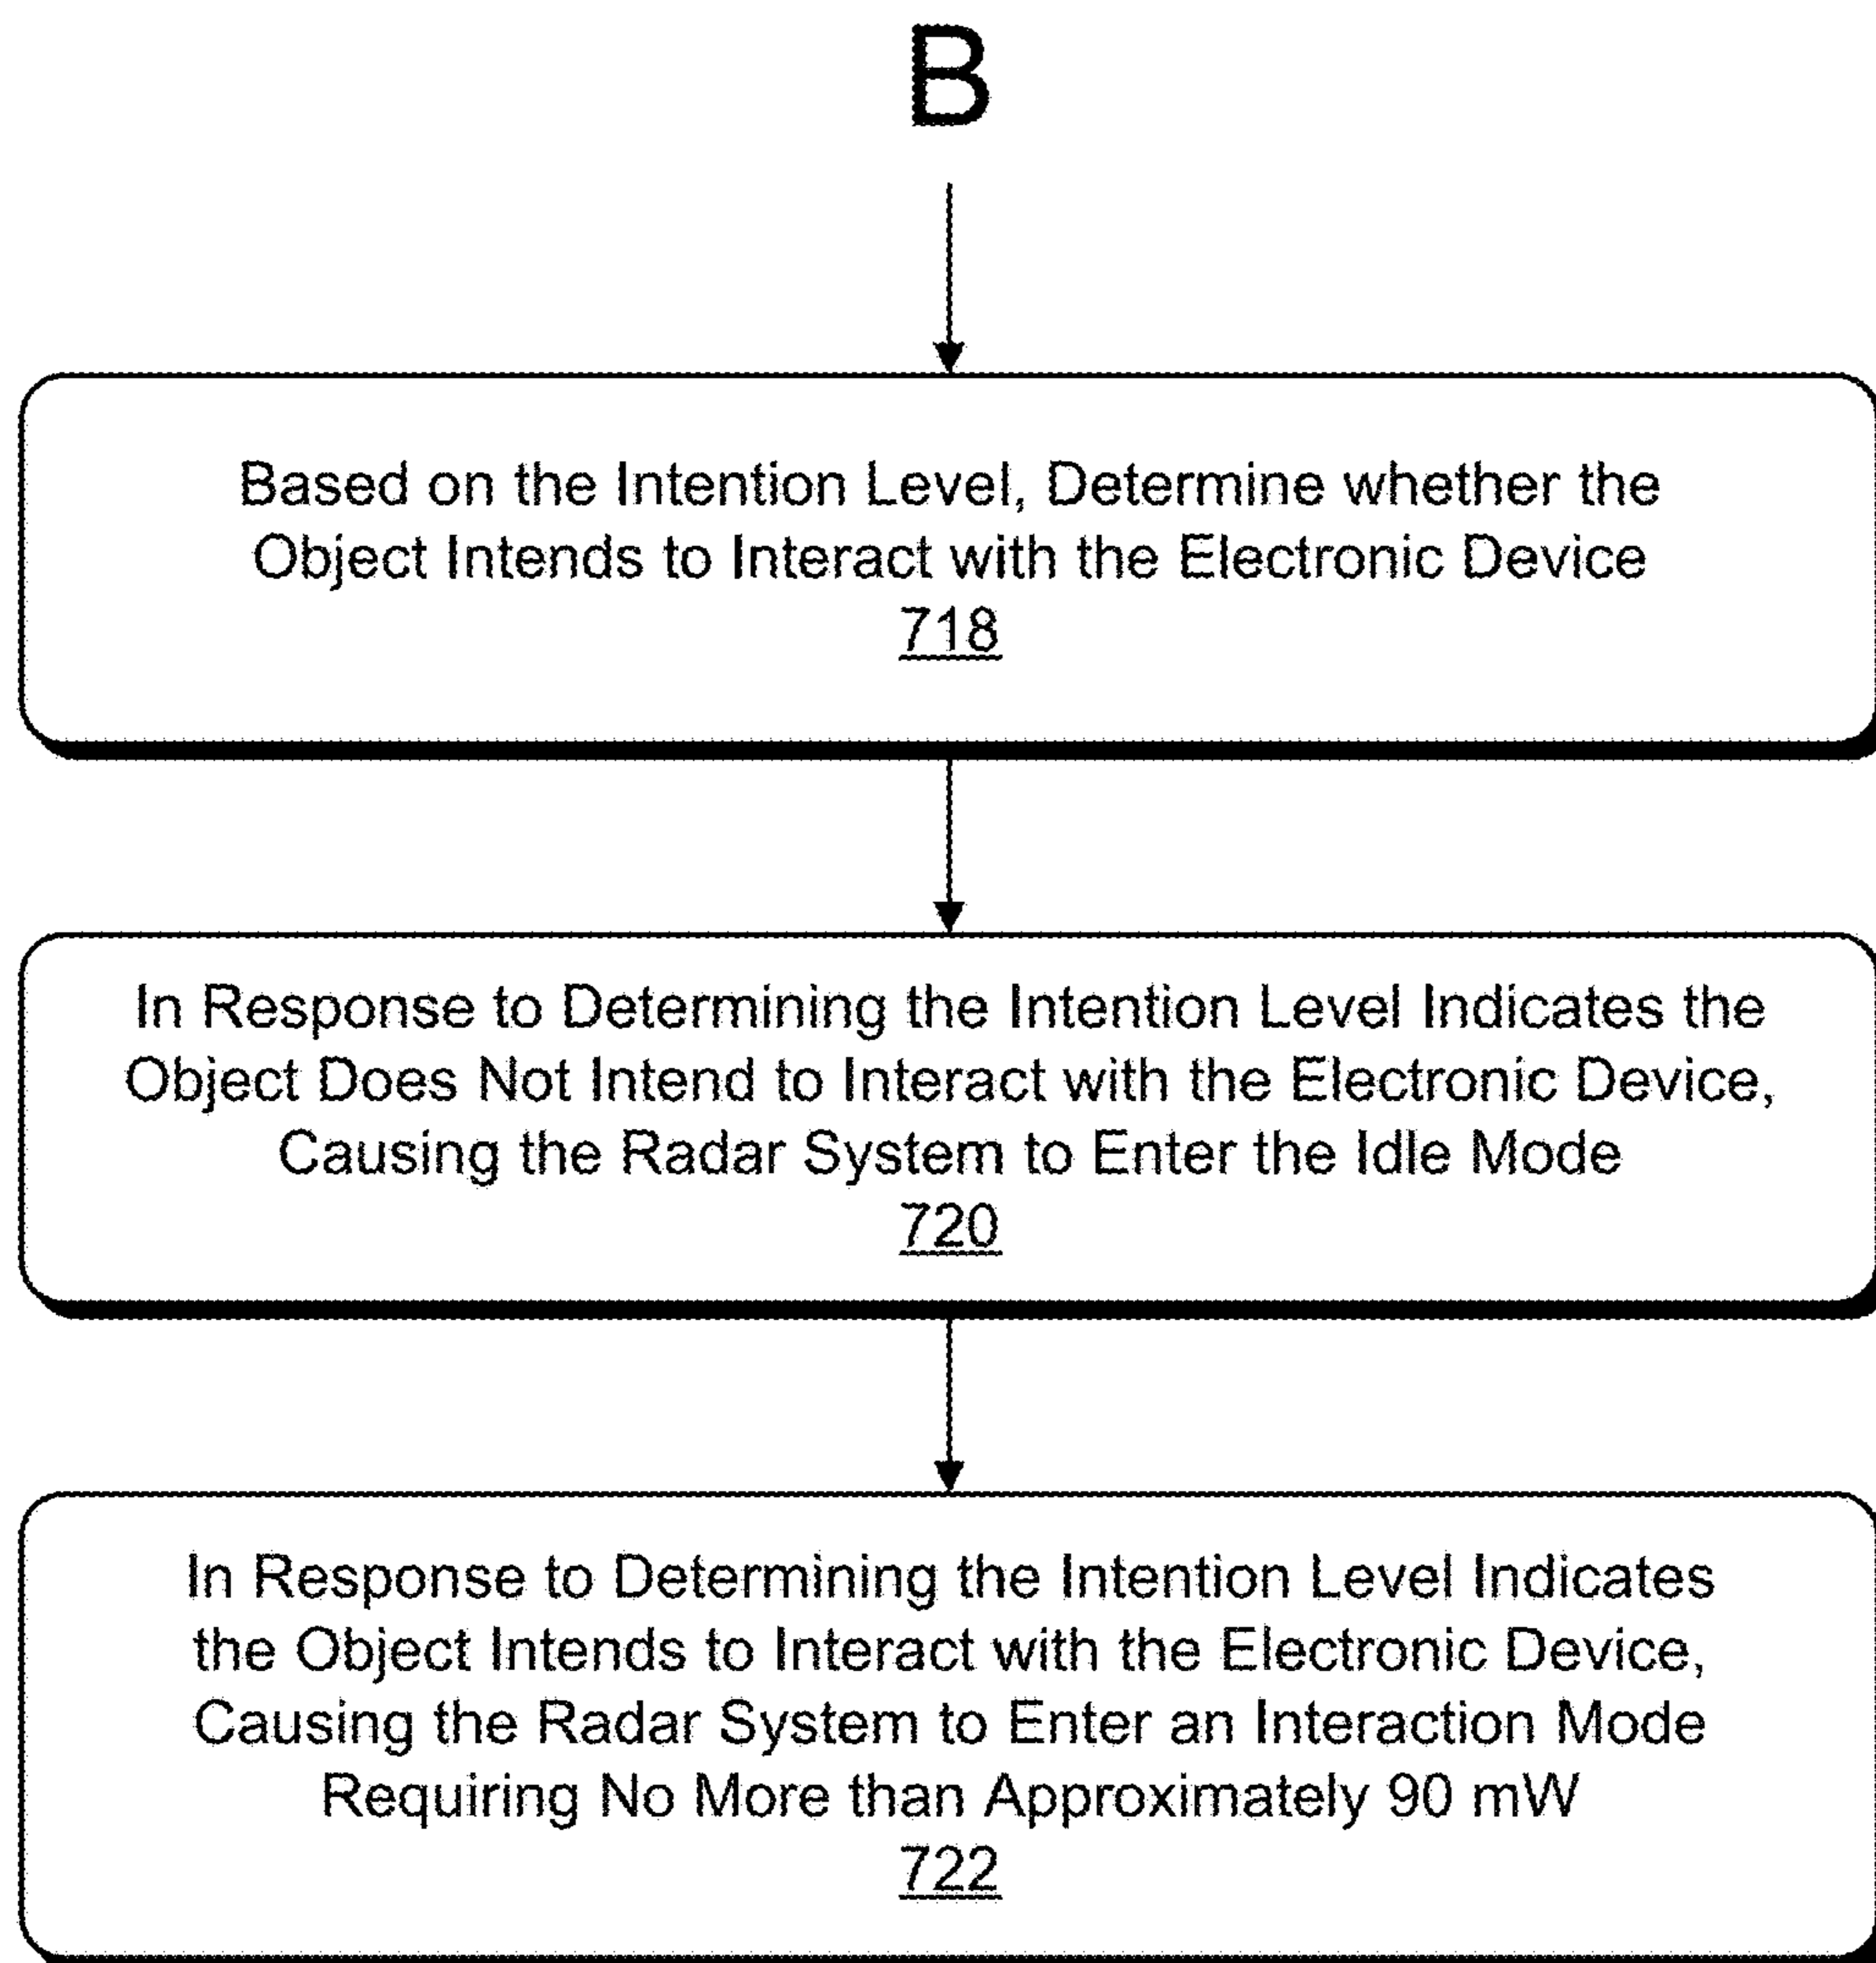 B
Based on the Intention Level, Determine whether the
Object Intends to Interact with the Electronic Device
718
In Response to Determining the Intention Level Indicates the
Object Does Not Intend to Interact with the Electronic Device,
Causing the Radar System to Enter the Idle Mode
720
In Response to Determining the Intention Level Indicates
the Object Intends to Interact with the Electronic Device,
Causing the Radar System to Enter an Interaction Mode
Requiring No More than Approximately 90 mW
722